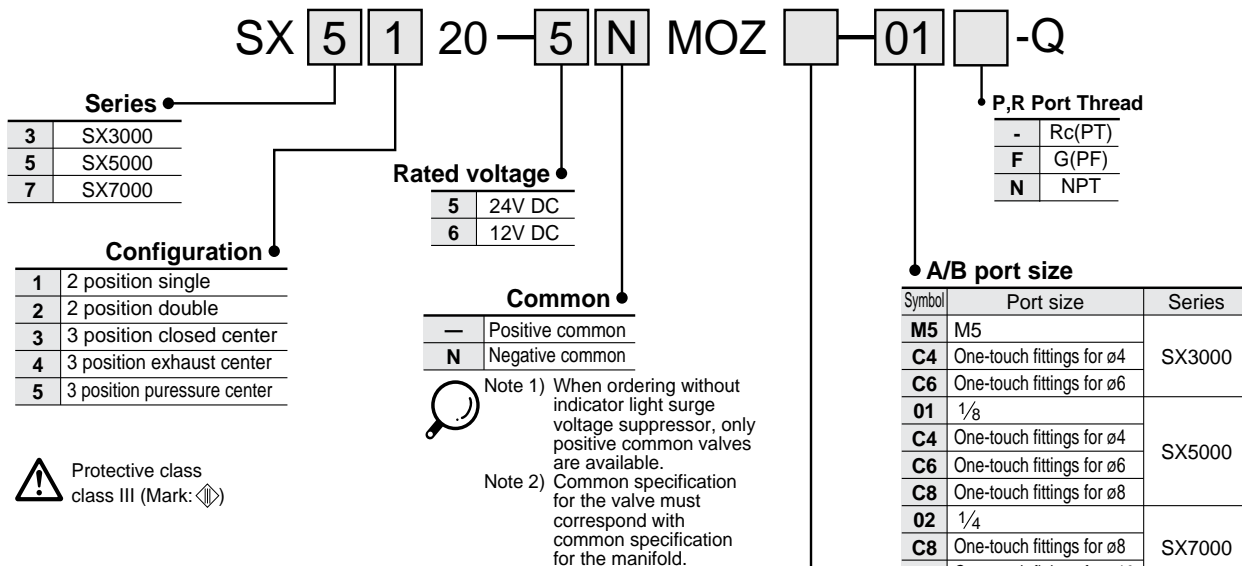 SX 5 1 20 — 5 N MOZ — 01 -Q
Series
3 SX3000
5 SX5000
7 SX7000
Configuration
1 2 position single
2 2 position double
3 3 position closed center
4 3 position exhaust center
5 3 position puressure center
Protective class
class III (Mark: )
Rated voltage
5 24V DC
6 12V DC
Common
— Positive common
N Negative common
Note 1) When ordering without
indicator light surge
voltage suppressor, only
positive common valves
are available.
Note 2) Common specification
for the valve must
correspond with
common specification
for the manifold.
P,R Port Thread
- Rc(PT)
F G(PF)
N NPT
A/B port size
Symbol Port size Series
M5 M5
C4 One-touch fittings for ø4 SX3000
C6 One-touch fittings for ø6
01 1⁄8
C4 One-touch fittings for ø4
C6 One-touch fittings for ø6 SX5000
C8 One-touch fittings for ø8
02 1⁄4
C8 One-touch fittings for ø8 SX7000